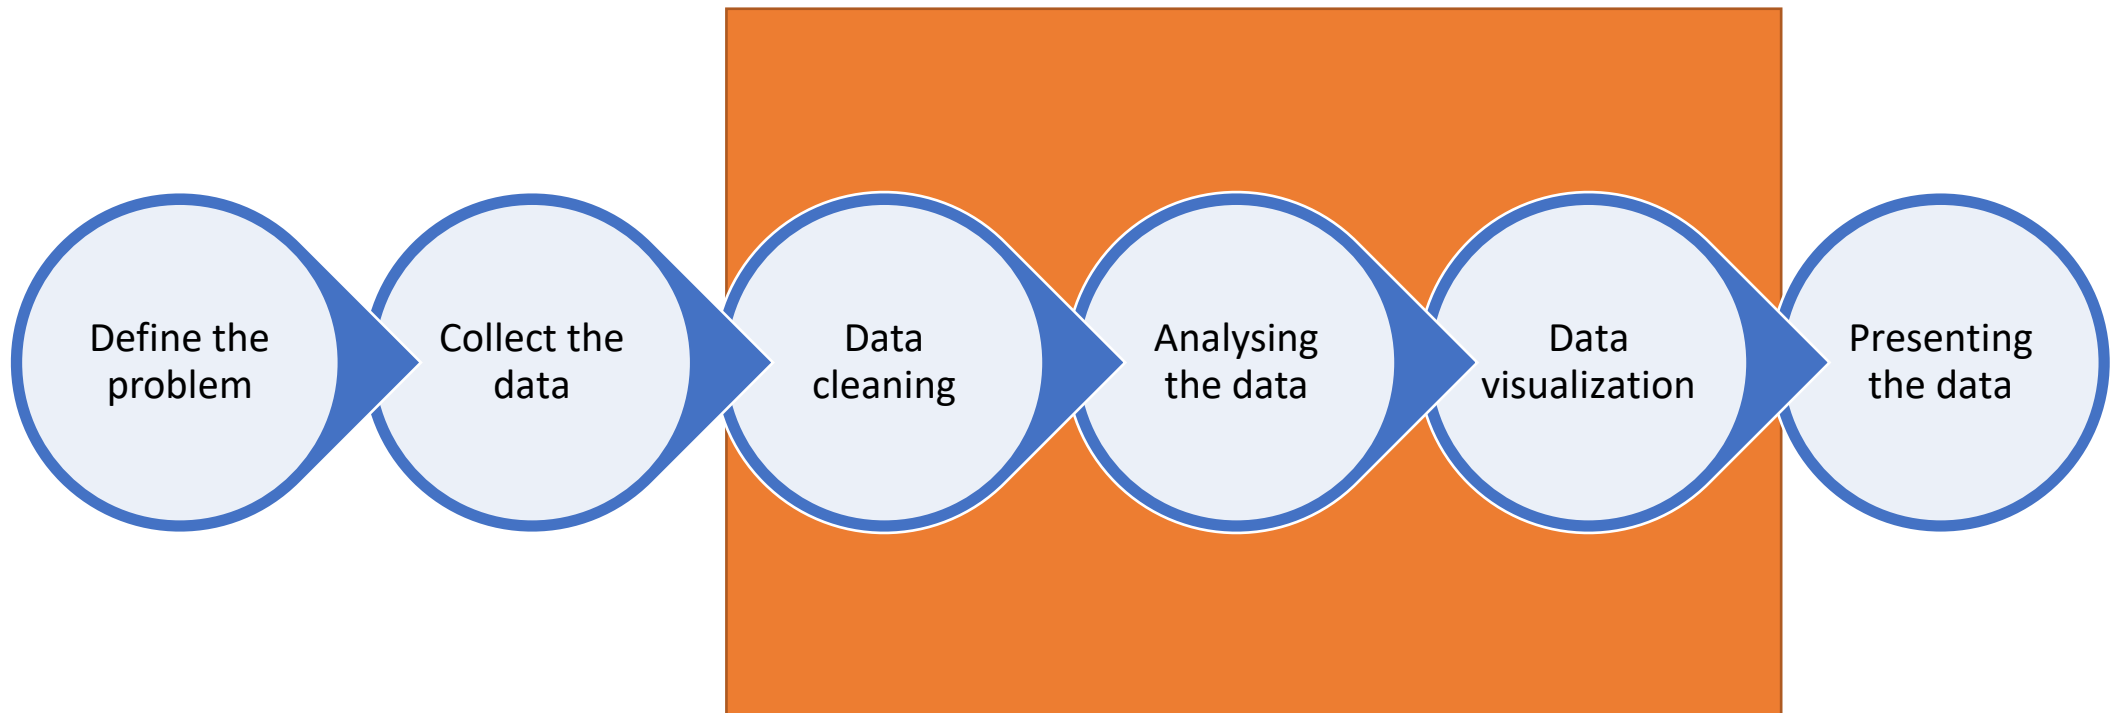 Define the
problem
Collect the
data
Data
cleaning
Analysing
the data
Data
visualization
Presenting
the data